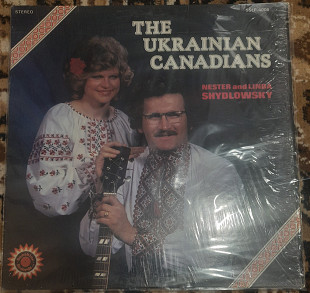 STEREO
THE
UKRAINIAN
CANADIANS
NESTER and LINDA
SHYDLOWSKY